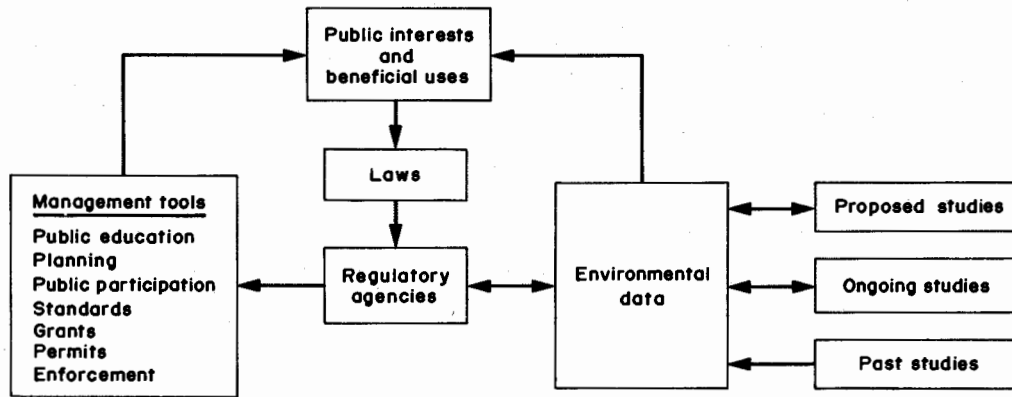 Public interests
and
beneficial uses
Laws
Management tools
Public education
Planning
Public participation
Standards
Grants
Permits
Enforcement
Regulatory
agencies
Environmental
data
Proposed studies
Ongoing studies
Past studies